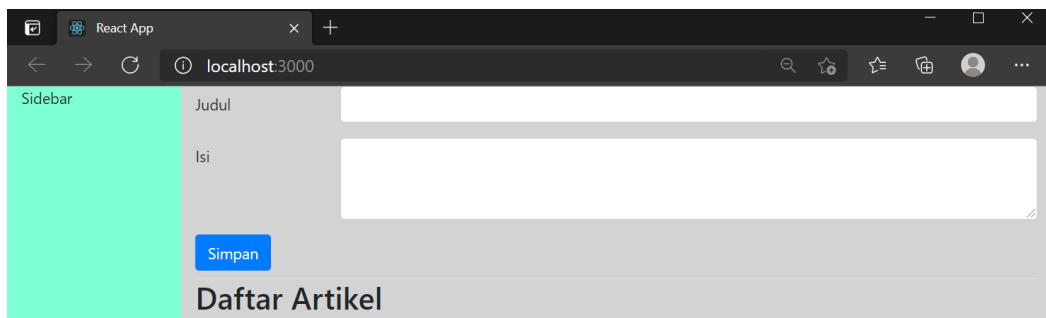 React App
localhost:3000
Sidebar
Judul
Isi
Simpan
Daftar Artikel